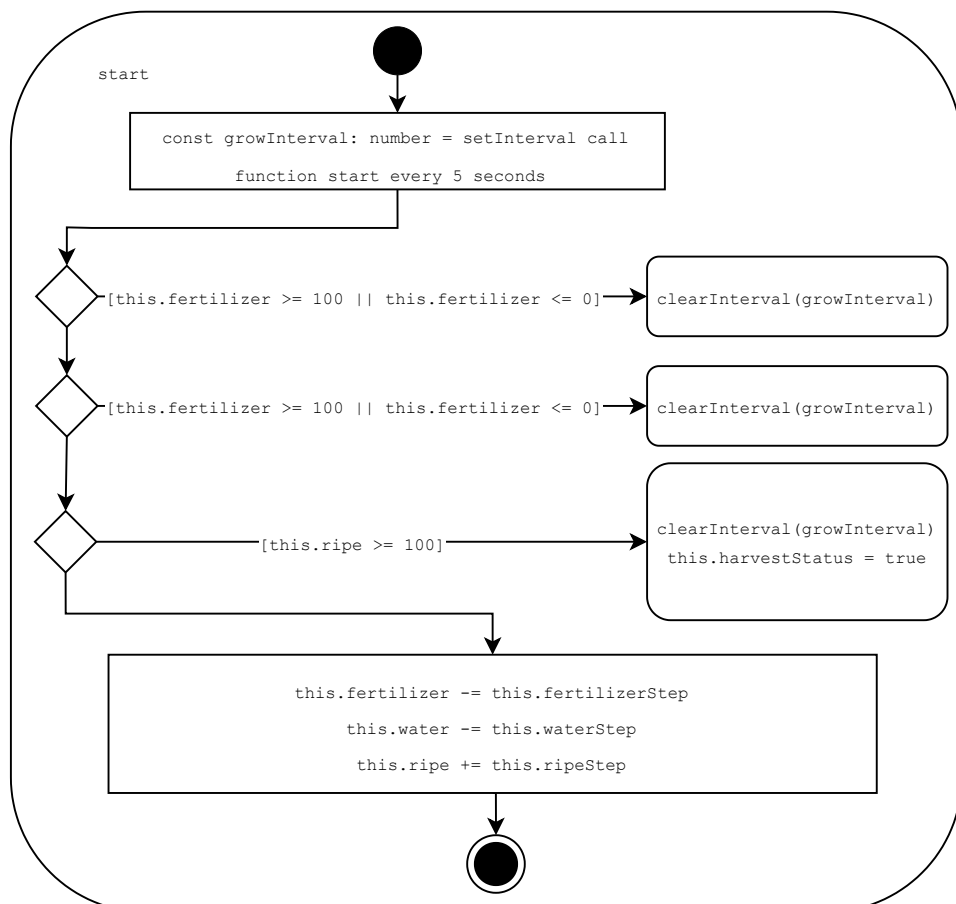 start
const growInterval: number = setInterval call
function start every 5 seconds
[this.fertilizer >= 100 || this.fertilizer <= 0]
clearInterval(growInterval)
[this.fertilizer >= 100 || this.fertilizer <= 0]
clearInterval(growInterval)
[this.ripe >= 100]
clearInterval(growInterval)
this.harvestStatus = true
this.fertilizer -= this.fertilizerStep
this.water -= this.waterStep
this.ripe += this.ripeStep